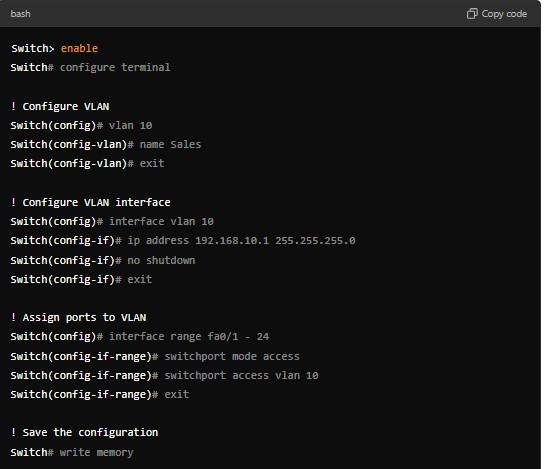 bash
Copy code
Switch> enable
Switch# configure terminal
! Configure VLAN
Switch(config)# vlan 10
Switch(config-vlan)# name Sales
Switch(config-vlan)# exit
! Configure VLAN interface
Switch(config)# interface vlan 10
Switch(config-if)# ip address 192.168.10.1 255.255.255.0
Switch(config-if)# no shutdown
Switch(config-if)# exit
! Assign ports to VLAN
Switch(config)# interface range fa0/1 - 24
Switch(config-if-range)# switchport mode access
Switch(config-if-range)# switchport access vlan 10
Switch(config-if-range)# exit
! Save the configuration
Switch# write memory